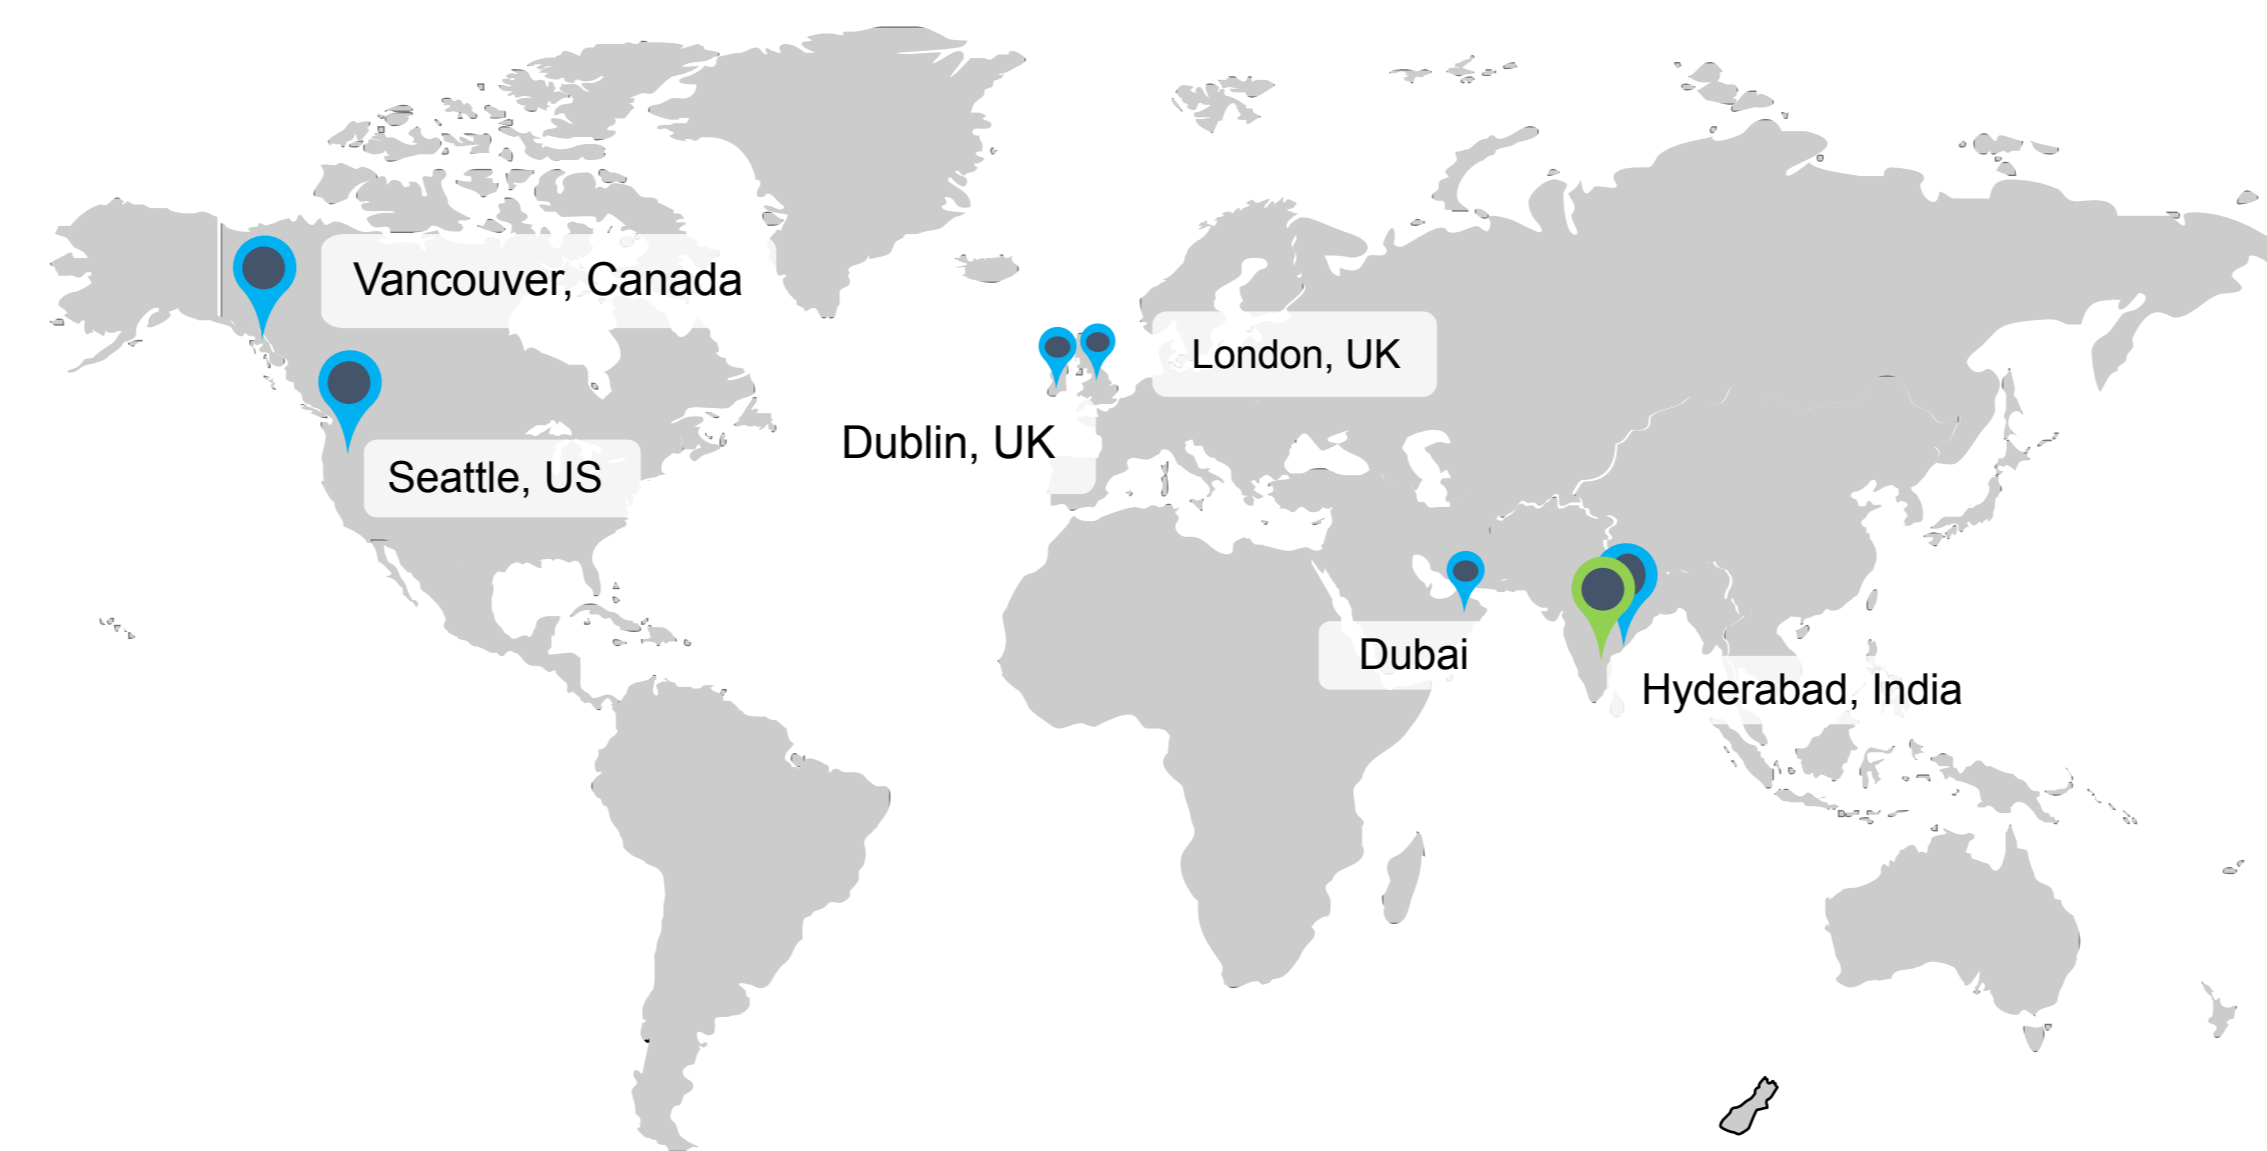 Vancouver, Canada
London, UK
Dublin, UK
Seattle, US
Dubai
Hyderabad, India